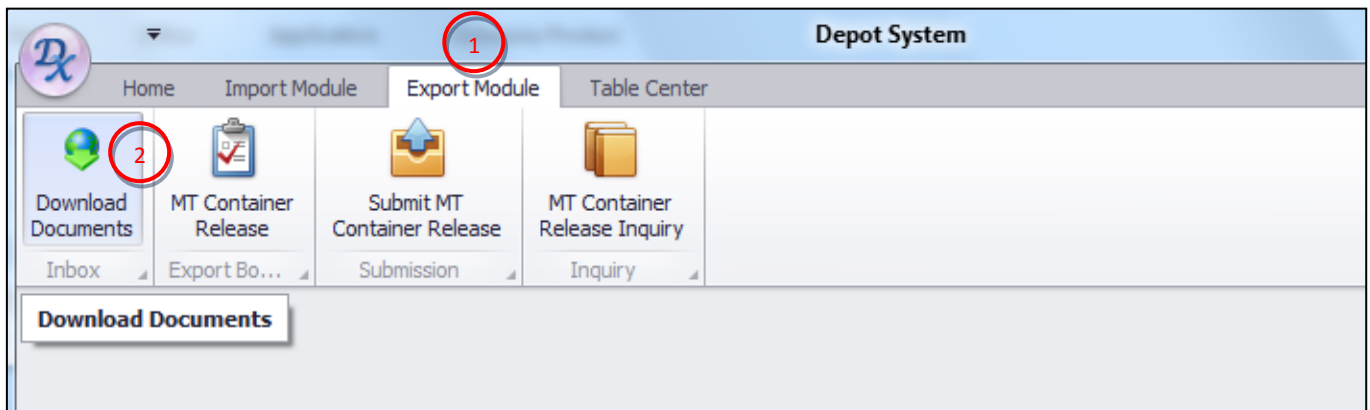 1
Depot System
DX
Home Import Module Export Module Table Center
2
Download Documents
MT Container Release
Submit MT Container Release
MT Container Release Inquiry
Inbox Export Bo... Submission Inquiry
Download Documents